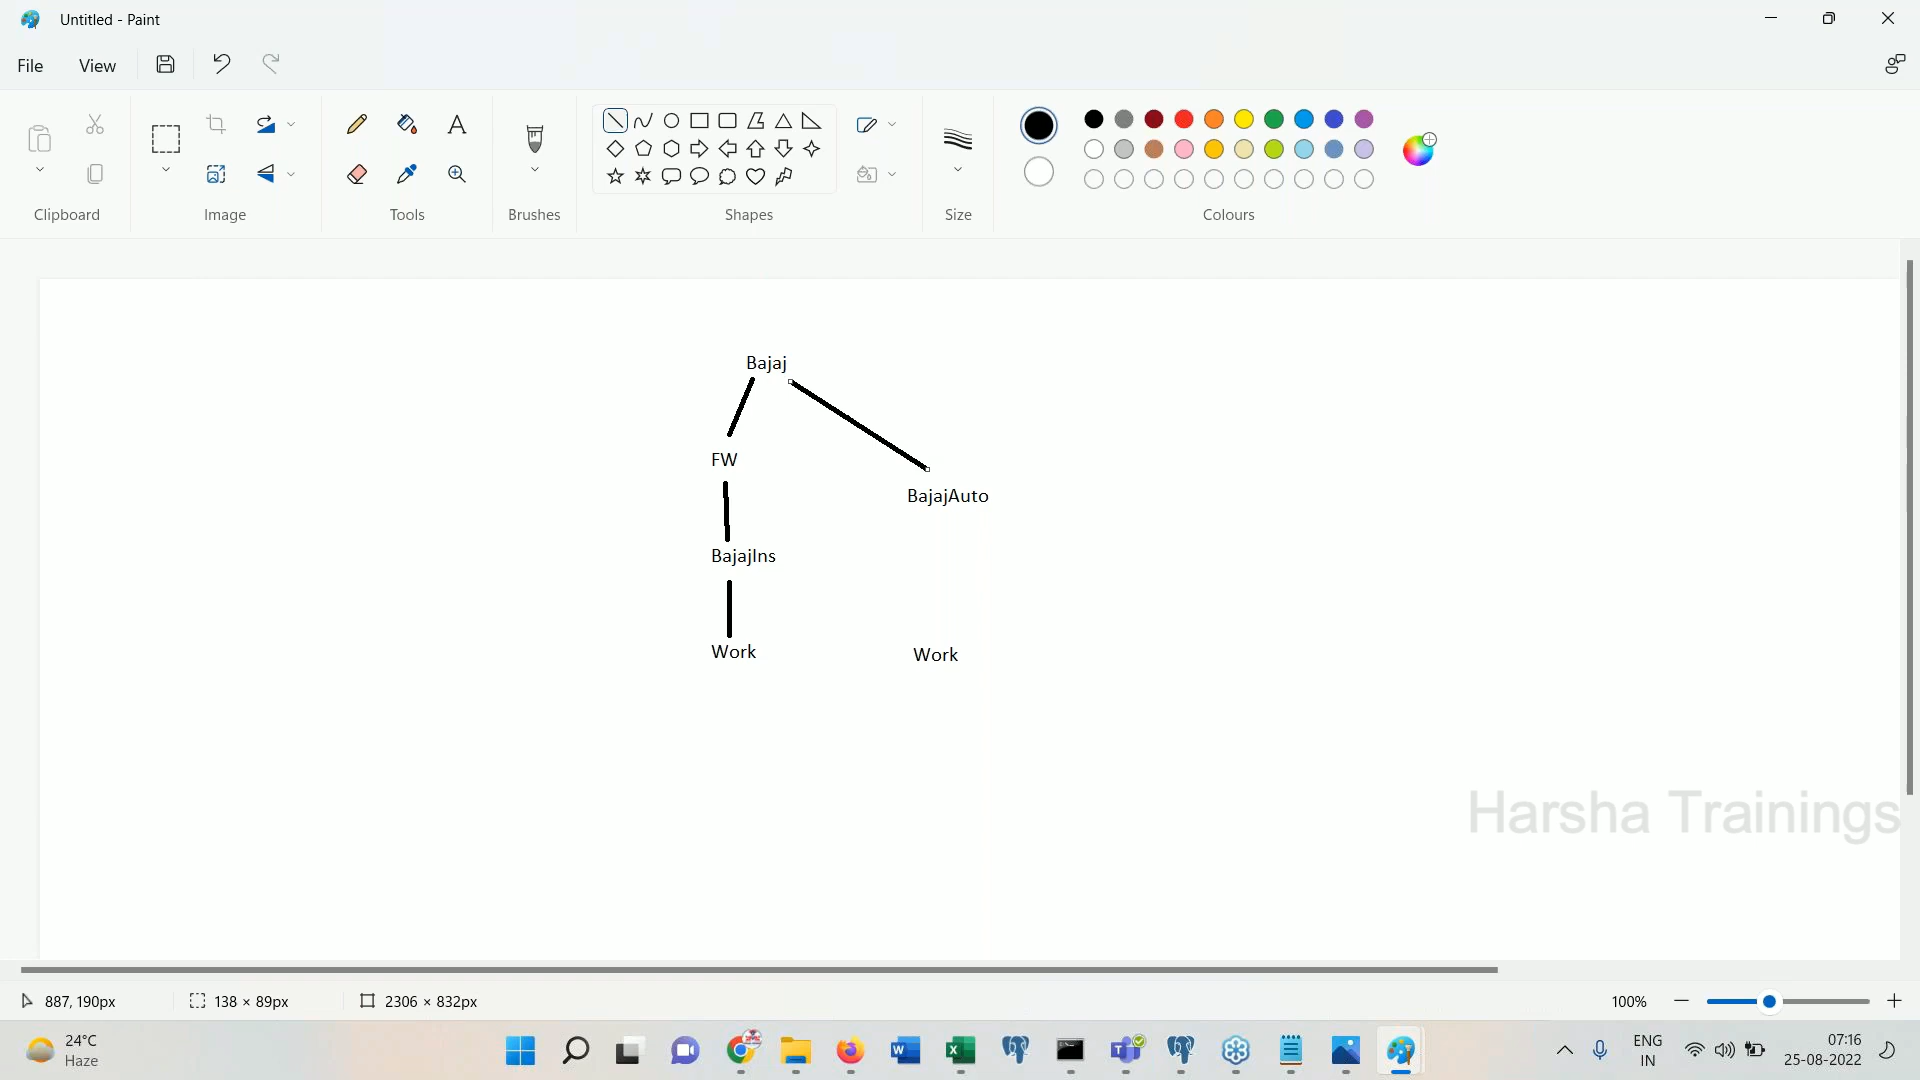 Untitled - Paint
File View
Clipboard
Image
Tools
Brushes
Shapes
Size
Colours
Bajaj
FW
BajajAuto
BajajIns
Work
Work
Harsha Trainings
887, 190px 138 × 89px 2306 × 832px 100%
24°C
Haze
ENG
IN
07:16
25-08-2022